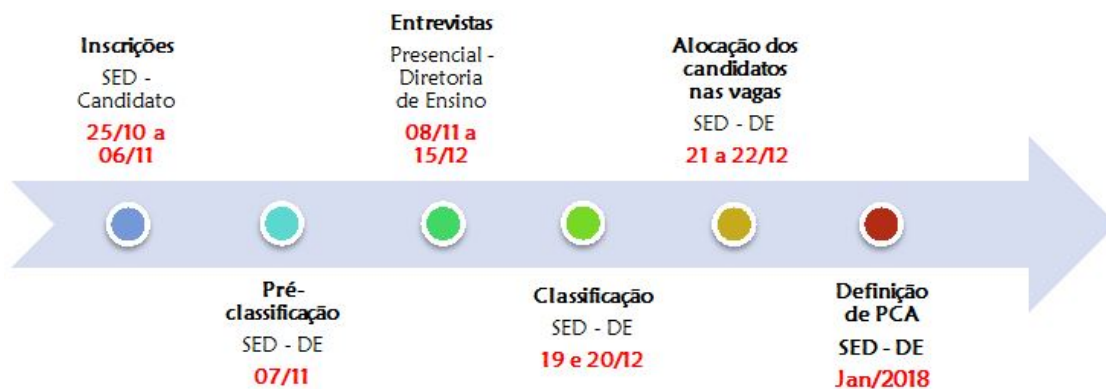 Inscrições
SED -
Candidato
25/10 a
06/11
Pré-
classificação
SED - DE
07/11
Entrevistas
Presencial -
Diretoria
de Ensino
08/11 a
15/12
Classificação
SED - DE
19 e 20/12
Alocação dos
candidatos
nas vagas
SED - DE
21 a 22/12
Definição
de PCA
SED - DE
Jan/2018